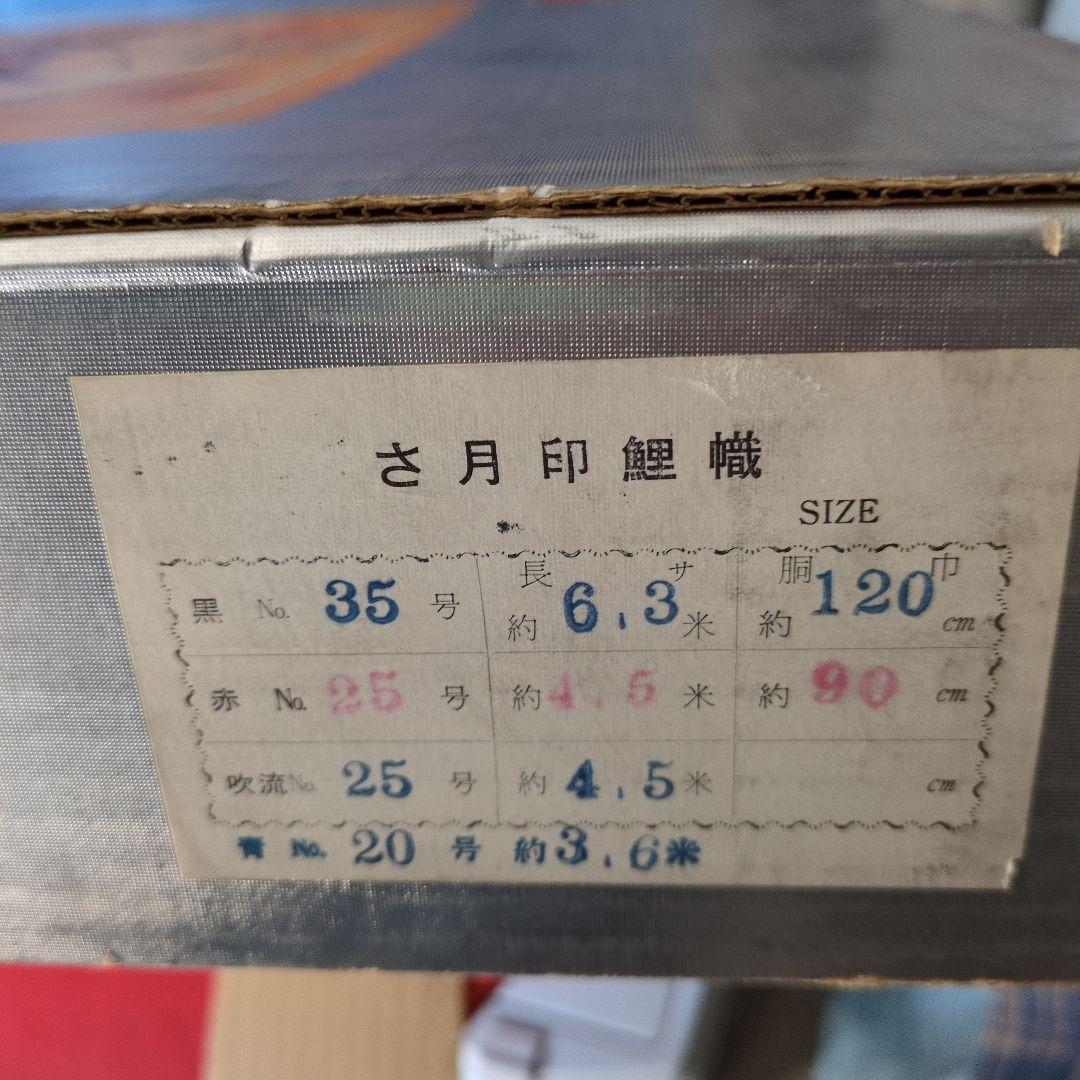 さ月印鯉幟
SIZE
長サ 胴巾
黒 No. 35 号 約 6.3 米 約 120 cm
赤 No. 25 号 約 4.5 米 約 90 cm
吹流 No. 25 号 約 4.5 米 cm
青 No. 20 号 約 3.6 米